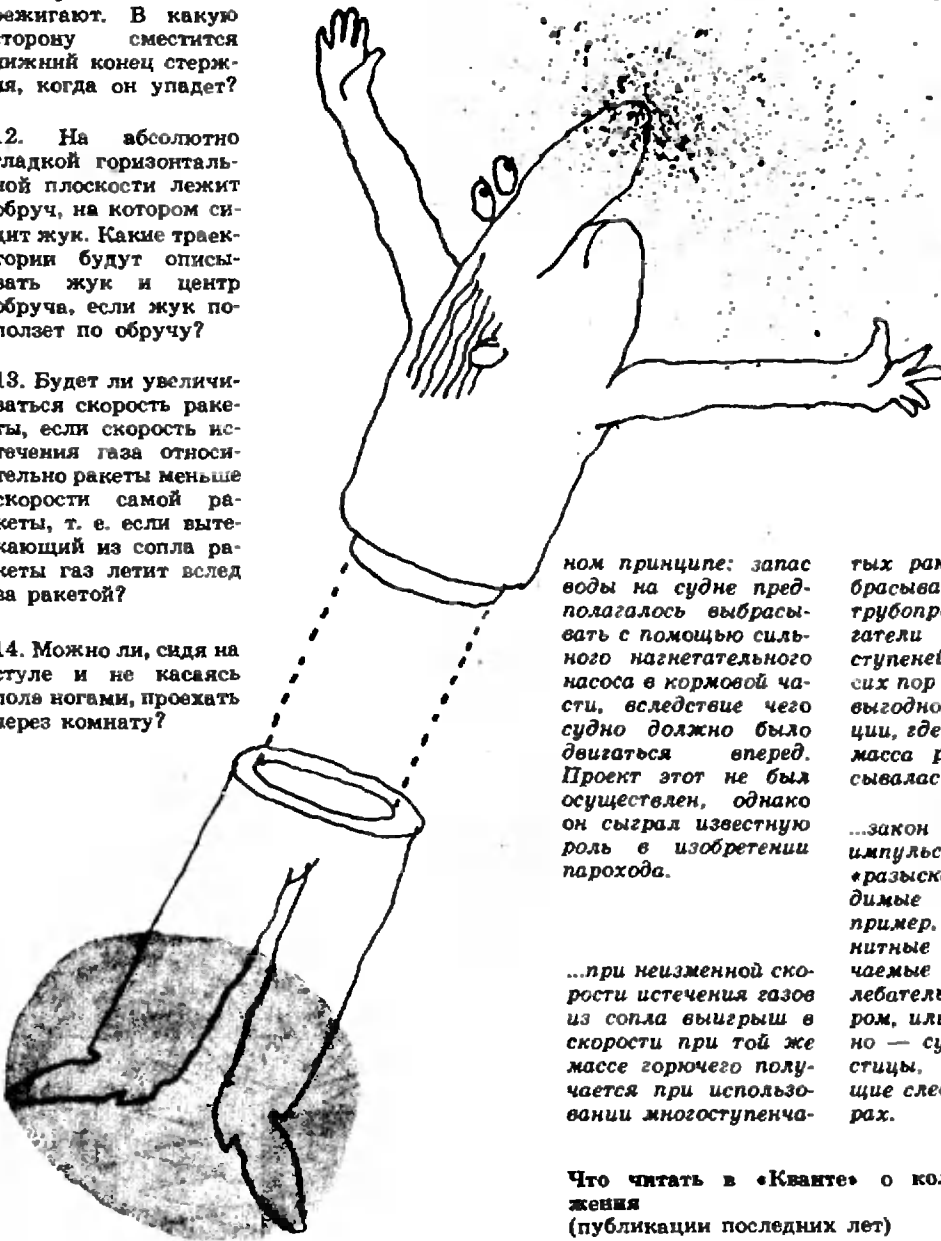 режигают. В какую
сторону сместится
нижний конец стерж-
ня, когда он упадет?
12. На абсолютно
гладкой горизонталь-
ной плоскости лежит
обруч, на котором си-
дит жук. Какие траек-
тории будут описы-
вать жук и центр
обруча, если жук по-
ползет по обручу?
13. Будет ли увеличи-
ваться скорость раке-
ты, если скорость ис-
течения газа относи-
тельно ракеты меньше
скорости самой ра-
кеты, т. е. если выте-
кающий из сопла ра-
кеты газ летит вслед
за ракетой?
14. Можно ли, сидя на
стуле и не касаясь
пола ногами, проехать
через комнату?
ном принципе: запас
воды на судне пред-
полагалось выбрасы-
вать с помощью силь-
ного нагнетательного
насоса в кормовой ча-
сти, вследствие чего
судно должно было
двигаться вперед.
Проект этот не был
осуществлен, однако
он сыграл известную
роль в изобретении
парохода.
...при неизменной ско-
рости истечения газов
из сопла выигрыш в
скорости при той же
массе горючего полу-
чается при использо-
вании многоступенча-
тых рак
брасыва
трубопр
гатели
ступеней
сих пор
выгодно
ции, где
масса р
сывалас
...закон
импульс
«разыск
димые
пример,
нитные
чаемые
лебатель
ром, ил
но — су
стицы,
щие сле
рах.
Что читать в «Кванте» о кол
жения
(публикации последних лет)